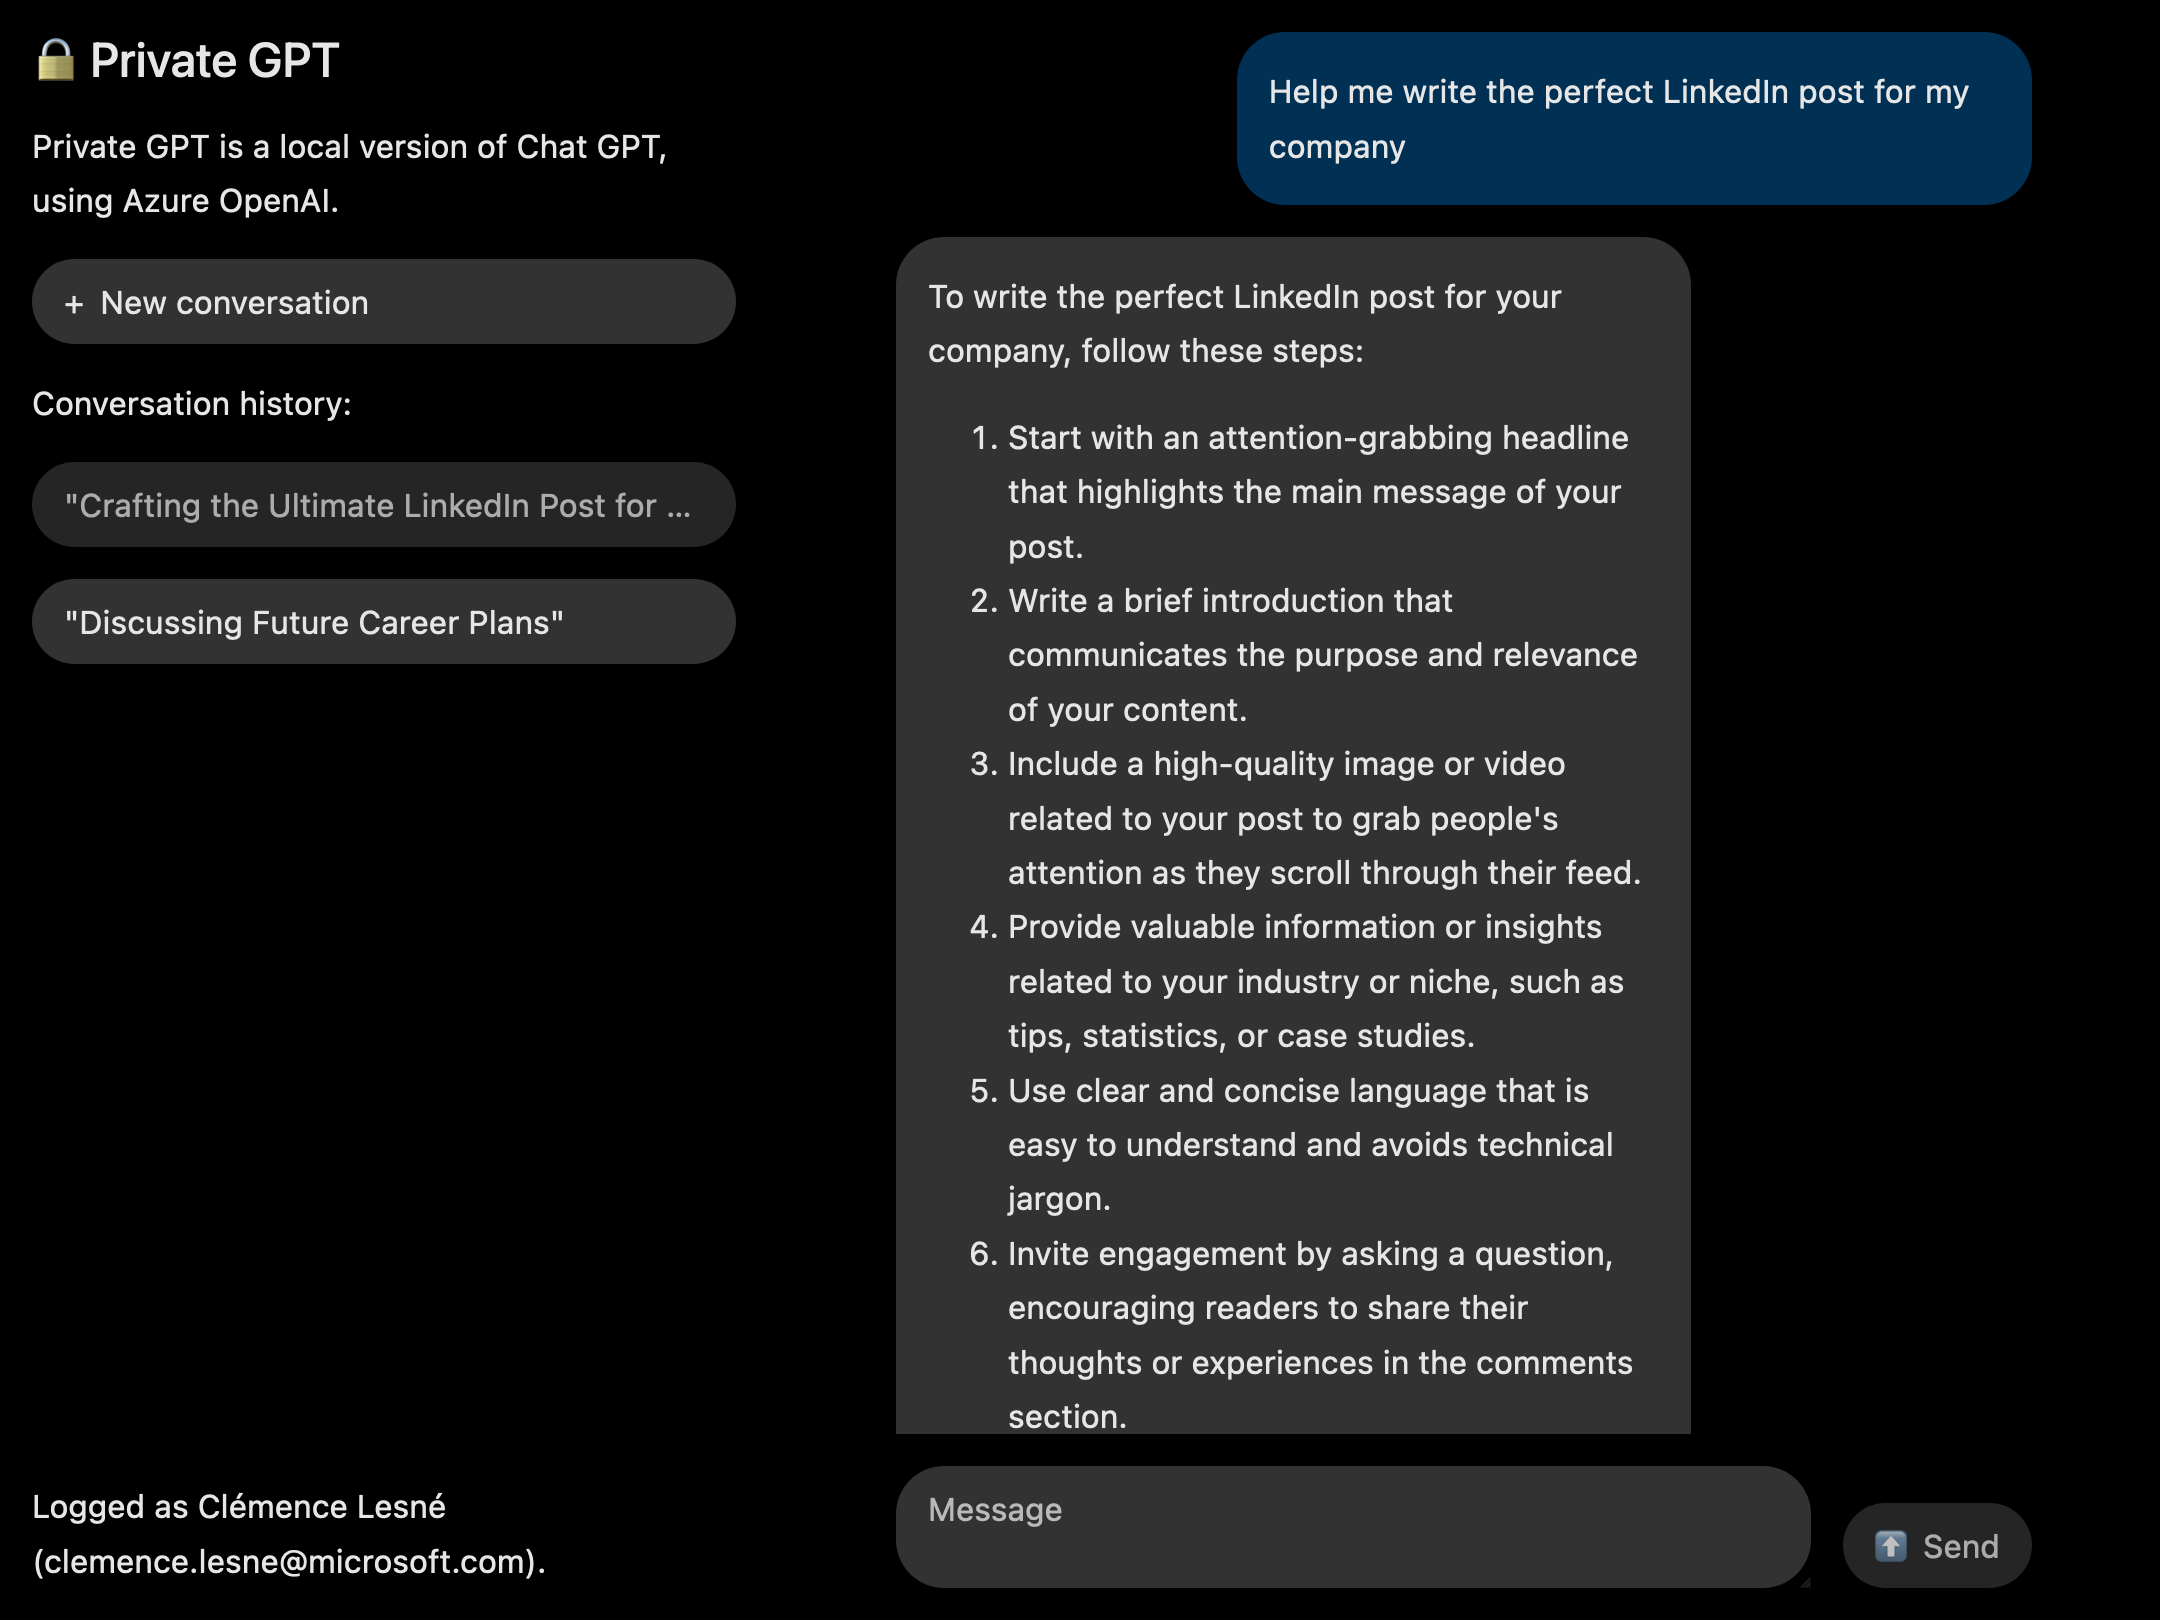 🔒 Private GPT
Private GPT is a local version of Chat GPT,
using Azure OpenAI.
+ New conversation
Conversation history:
"Crafting the Ultimate LinkedIn Post for ...
"Discussing Future Career Plans"
Logged as Clémence Lesné
(clemence.lesne@microsoft.com).
Help me write the perfect LinkedIn post for my
company
To write the perfect LinkedIn post for your
company, follow these steps:
1. Start with an attention-grabbing headline
that highlights the main message of your
post.
2. Write a brief introduction that
communicates the purpose and relevance
of your content.
3. Include a high-quality image or video
related to your post to grab people's
attention as they scroll through their feed.
4. Provide valuable information or insights
related to your industry or niche, such as
tips, statistics, or case studies.
5. Use clear and concise language that is
easy to understand and avoids technical
jargon.
6. Invite engagement by asking a question,
encouraging readers to share their
thoughts or experiences in the comments
section.
Message
⬆️ Send